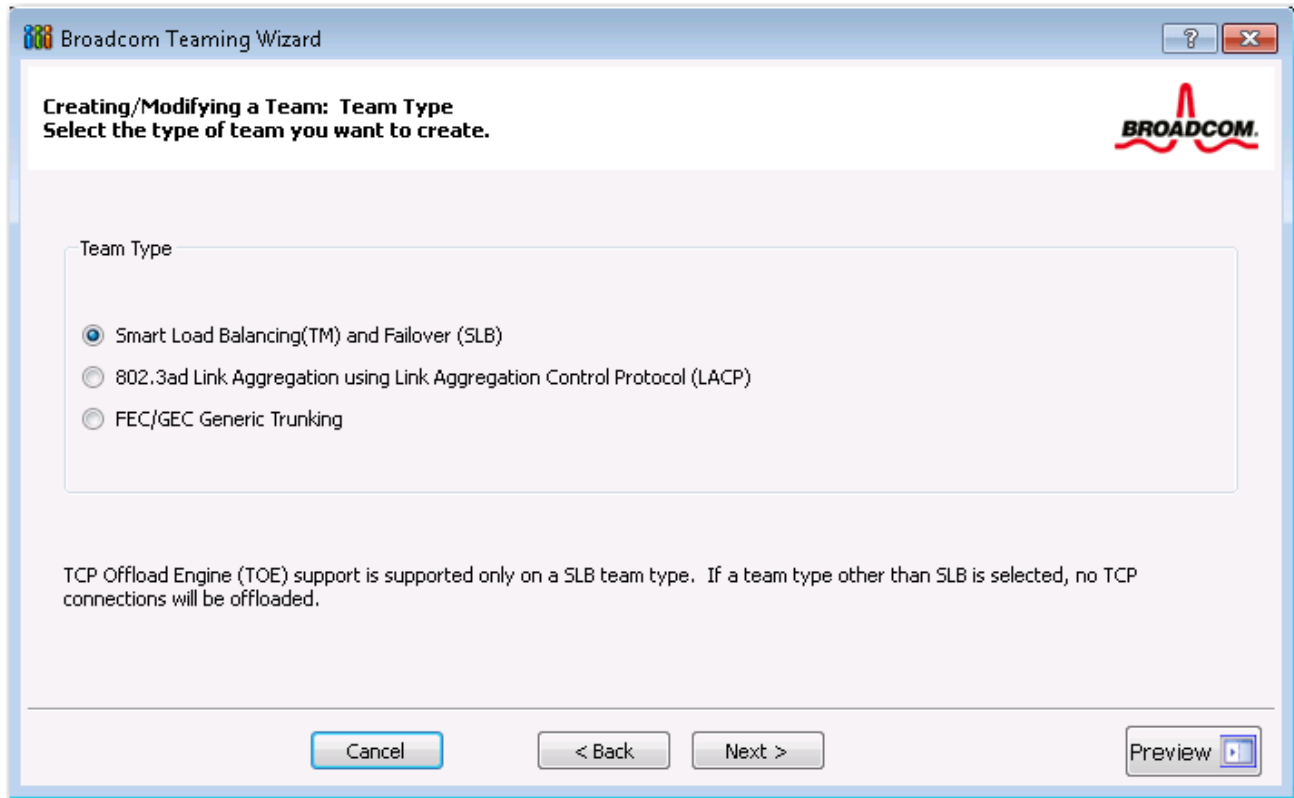 Broadcom Teaming Wizard
?
Creating/Modifying a Team: Team Type
Select the type of team you want to create.
BROADCOM.
Team Type
Smart Load Balancing(TM) and Failover (SLB)
802.3ad Link Aggregation using Link Aggregation Control Protocol (LACP)
FEC/GEC Generic Trunking
TCP Offload Engine (TOE) support is supported only on a SLB team type.  If a team type other than SLB is selected, no TCP
connections will be offloaded.
Cancel
< Back
Next >
Preview